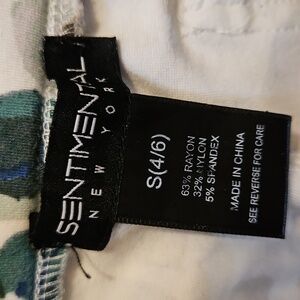 SENTIMENTAL
NEW YORK
S(4/6)
63% RAYON
32% NYLON
5% SPANDEX
MADE IN CHINA
SEE REVERSE FOR CARE